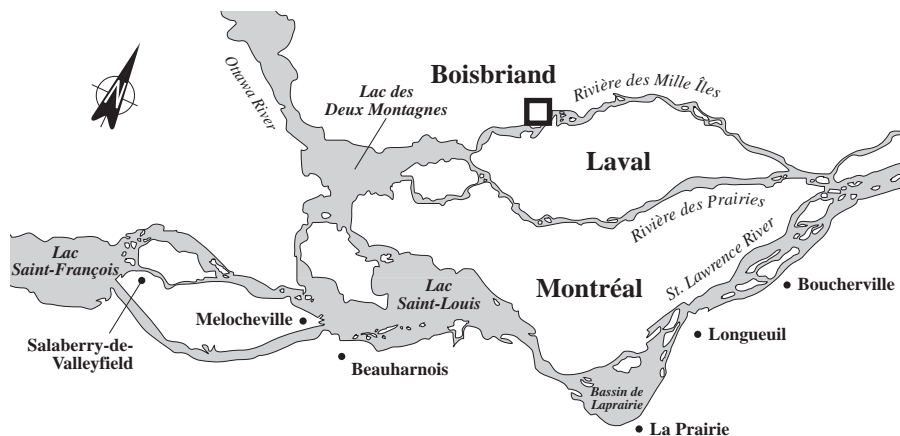 N
Ottawa River
Lac des
Deux Montagnes
Boisbriand
Rivière des Mille Îles
Laval
Rivière des Prairies
Lac
Saint-François
Salaberry-de-
Valleyfield
Melocheville
Beauharnois
Lac
Saint-Louis
Montréal
St. Lawrence River
Boucherville
Longueuil
Bassin de
Laprairie
La Prairie